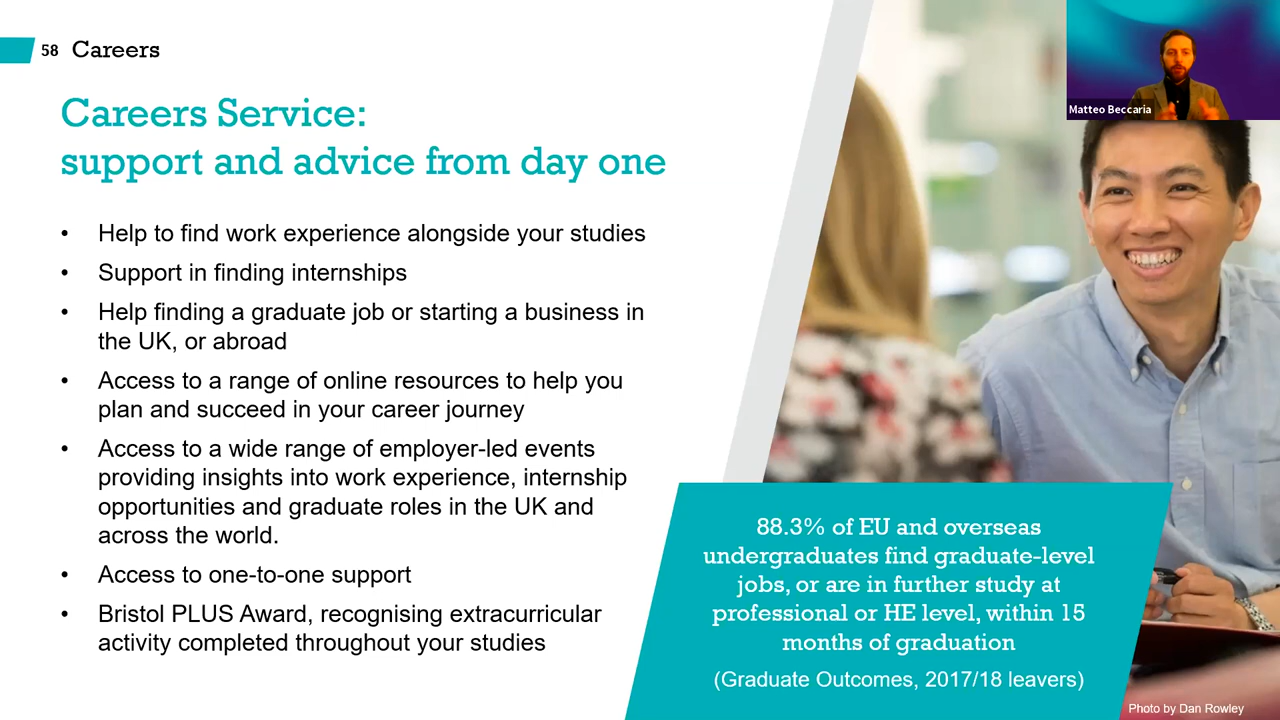 58 Careers
Matteo Beccaria
Careers Service:
support and advice from day one
• Help to find work experience alongside your studies
• Support in finding internships
• Help finding a graduate job or starting a business in
the UK, or abroad
• Access to a range of online resources to help you
plan and succeed in your career journey
• Access to a wide range of employer-led events
providing insights into work experience, internship
opportunities and graduate roles in the UK and
across the world.
• Access to one-to-one support
• Bristol PLUS Award, recognising extracurricular
activity completed throughout your studies
88.3% of EU and overseas
undergraduates find graduate-level
jobs, or are in further study at
professional or HE level, within 15
months of graduation
(Graduate Outcomes, 2017/18 leavers)
Photo by Dan Rowley